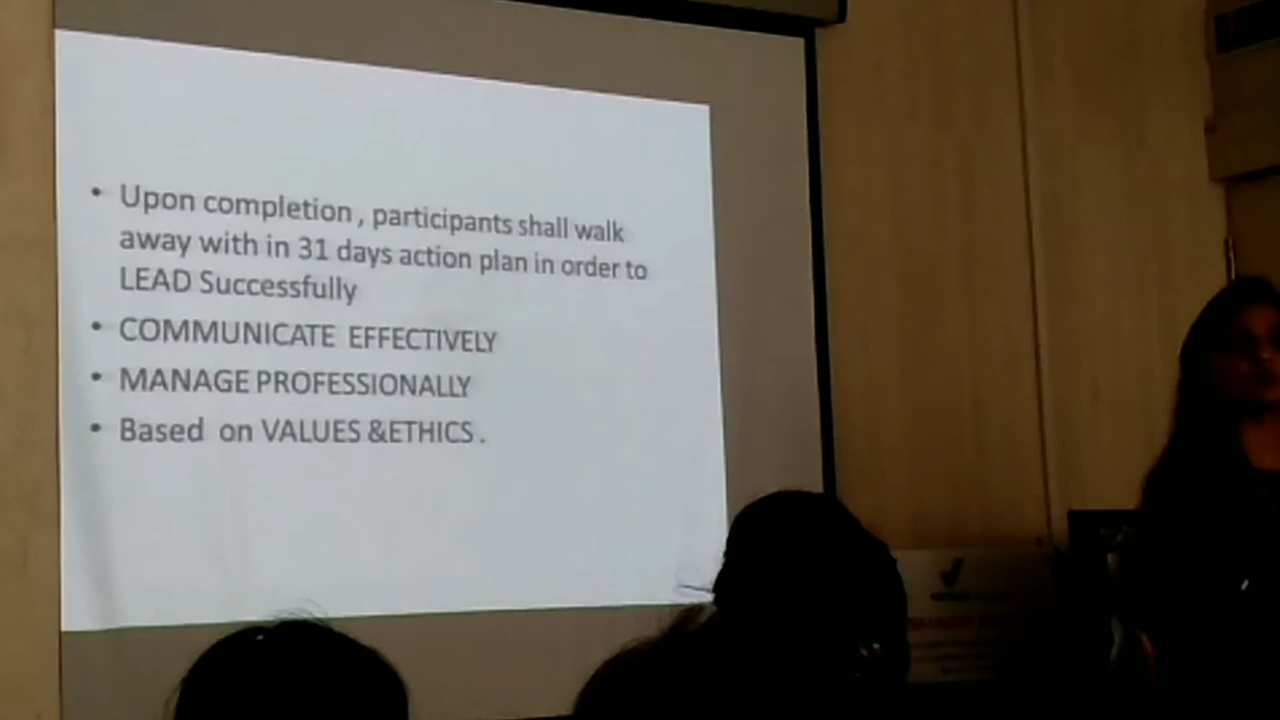 • Upon completion , participants shall walk
away with in 31 days action plan in order to
LEAD Successfully
• COMMUNICATE EFFECTIVELY
• MANAGE PROFESSIONALLY
• Based on VALUES &ETHICS .